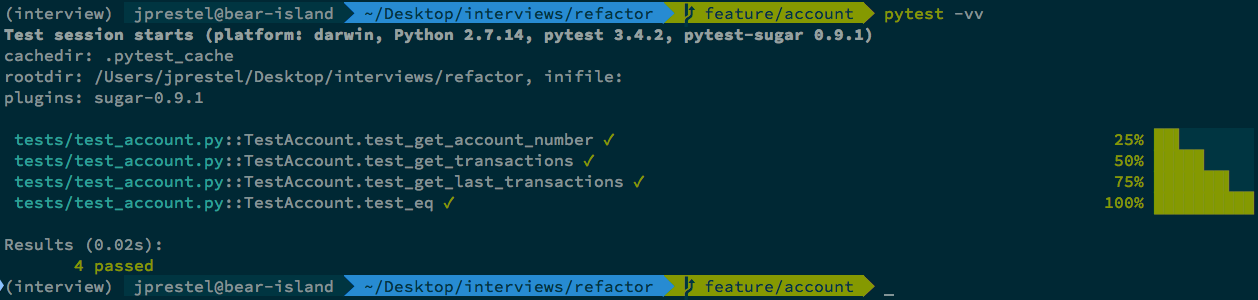 (interview) jprestel@bear-island ~/Desktop/interviews/refactor feature/account pytest -vv
Test session starts (platform: darwin, Python 2.7.14, pytest 3.4.2, pytest-sugar 0.9.1)
cachedir: .pytest_cache
rootdir: /Users/jprestel/Desktop/interviews/refactor, inifile:
plugins: sugar-0.9.1
tests/test_account.py::TestAccount.test_get_account_number ✓ 25%
tests/test_account.py::TestAccount.test_get_transactions ✓ 50%
tests/test_account.py::TestAccount.test_get_last_transactions ✓ 75%
tests/test_account.py::TestAccount.test_eq ✓ 100%
Results (0.02s):
4 passed
(interview) jprestel@bear-island ~/Desktop/interviews/refactor feature/account _